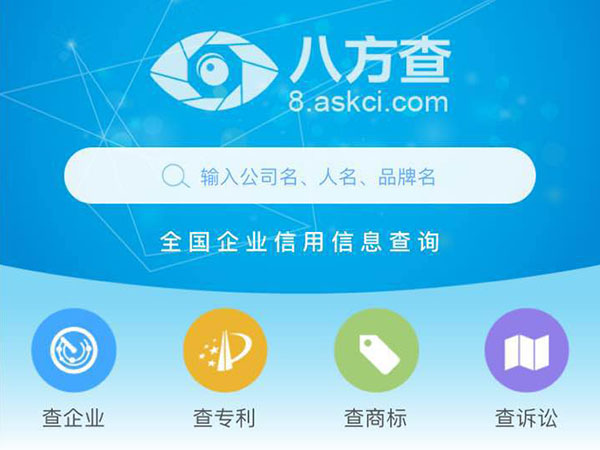 八方查
8.askci.com
输入公司名、人名、品牌名
全国企业信用信息查询
查企业
查专利
查商标
查诉讼